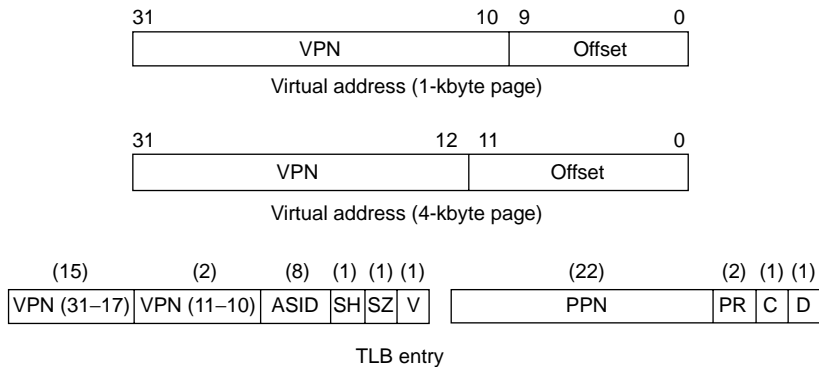 31 10 9 0
VPN Offset
Virtual address (1-kbyte page)
31 12 11 0
VPN Offset
Virtual address (4-kbyte page)
(15) (2) (8) (1) (1) (1) (22) (2) (1) (1)
VPN (31–17) VPN (11–10) ASID SH SZ V PPN PR C D
TLB entry